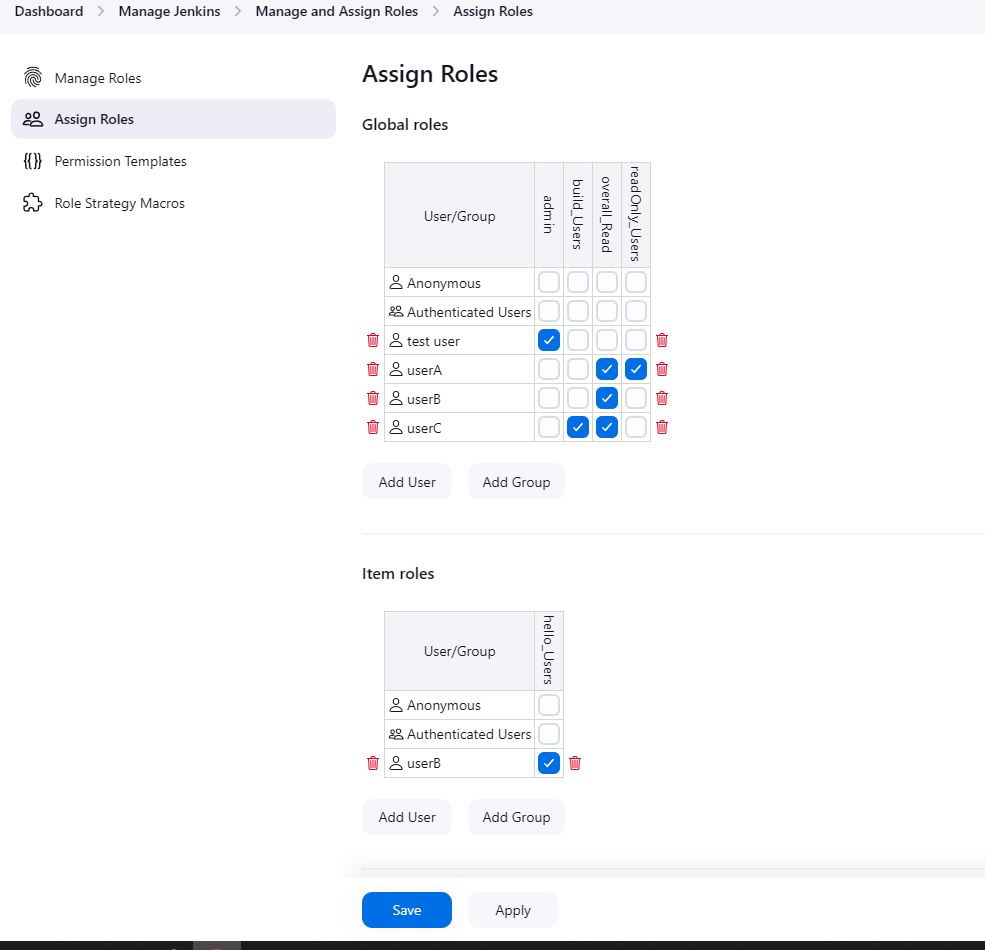 Dashboard > Manage Jenkins > Manage and Assign Roles > Assign Roles
Manage Roles
Assign Roles
Permission Templates
Role Strategy Macros
Assign Roles
Global roles
User/Group admin build_Users overall_Read readOnly_Users
Anonymous
Authenticated Users
test user
userA
userB
userC
Add User Add Group
Item roles
User/Group hello_Users
Anonymous
Authenticated Users
userB
Add User Add Group
Save Apply